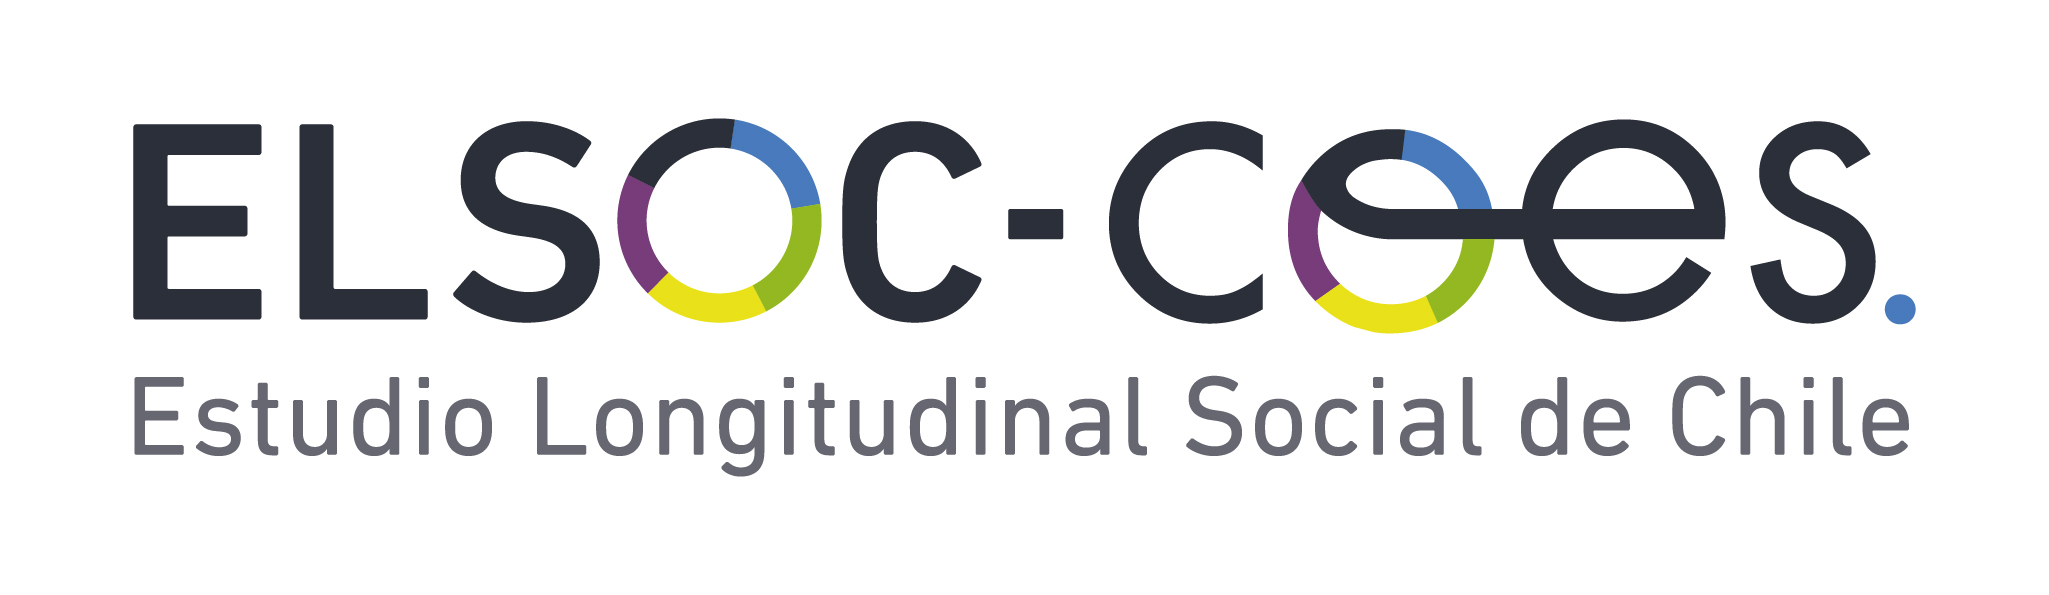 ELSOC-COES.
Estudio Longitudinal Social de Chile